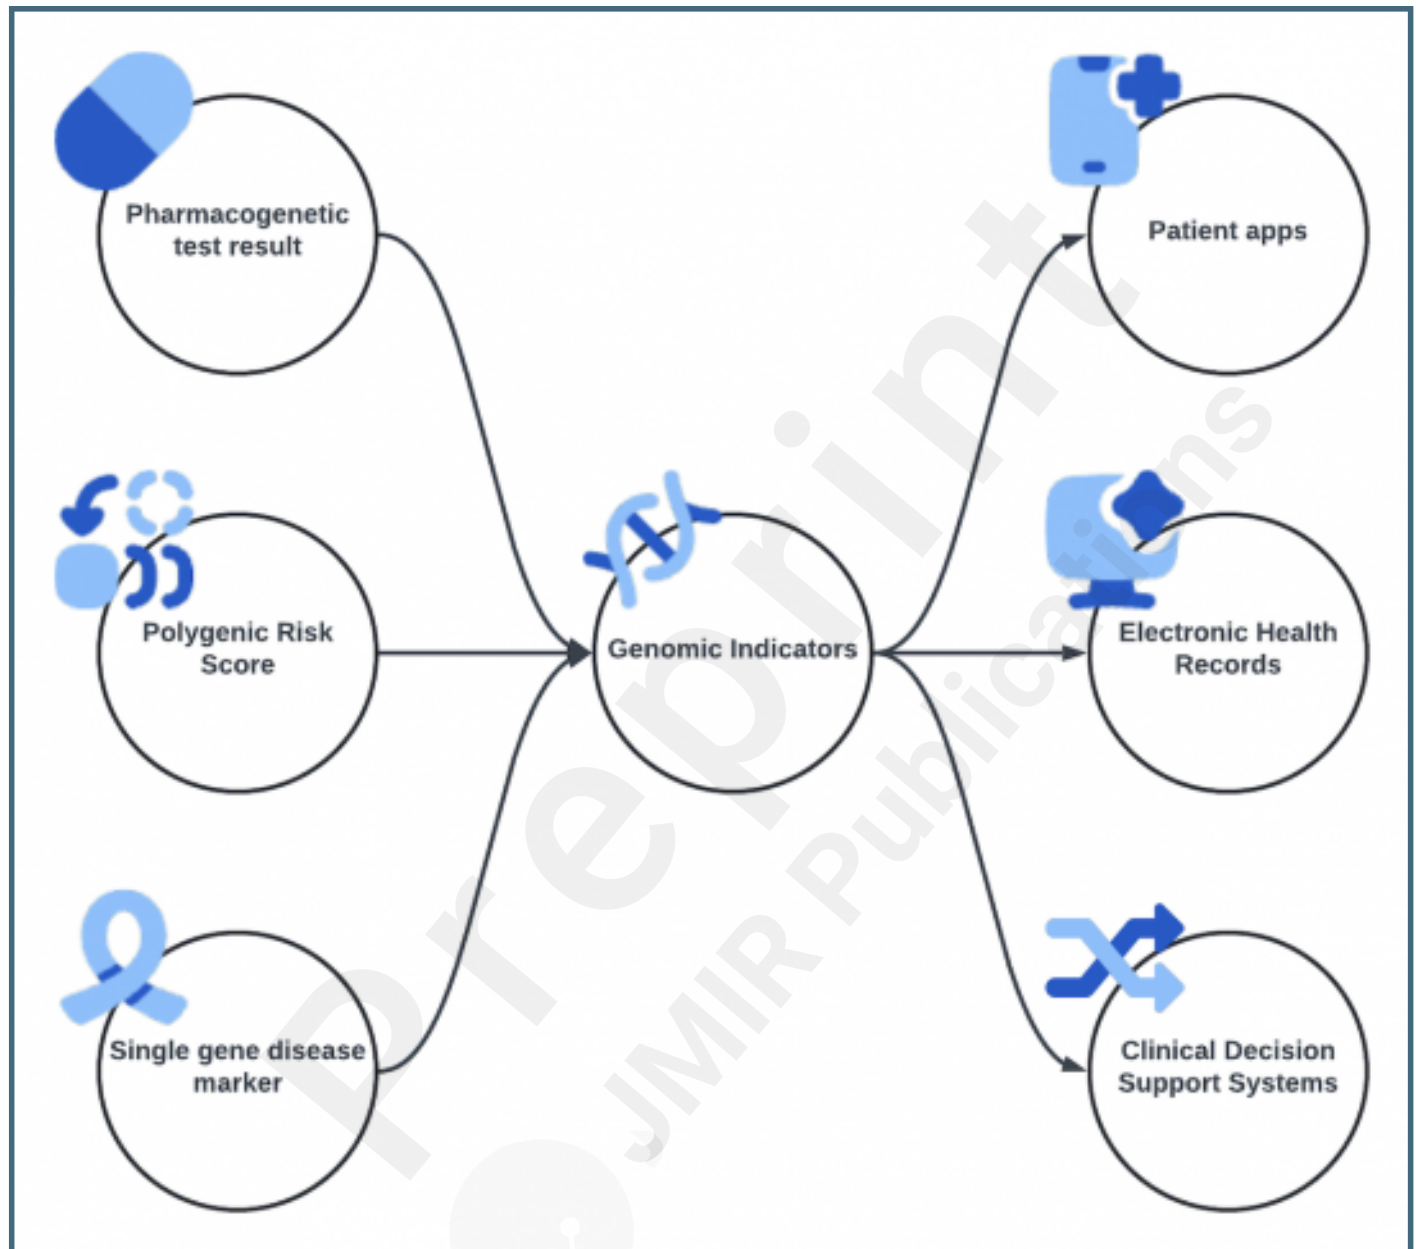 Pharmacogenetic
test result
Polygenic Risk
Score
Single gene disease
marker
Genomic Indicators
Patient apps
Electronic Health
Records
Clinical Decision
Support Systems
Preprint
JMIR Publications